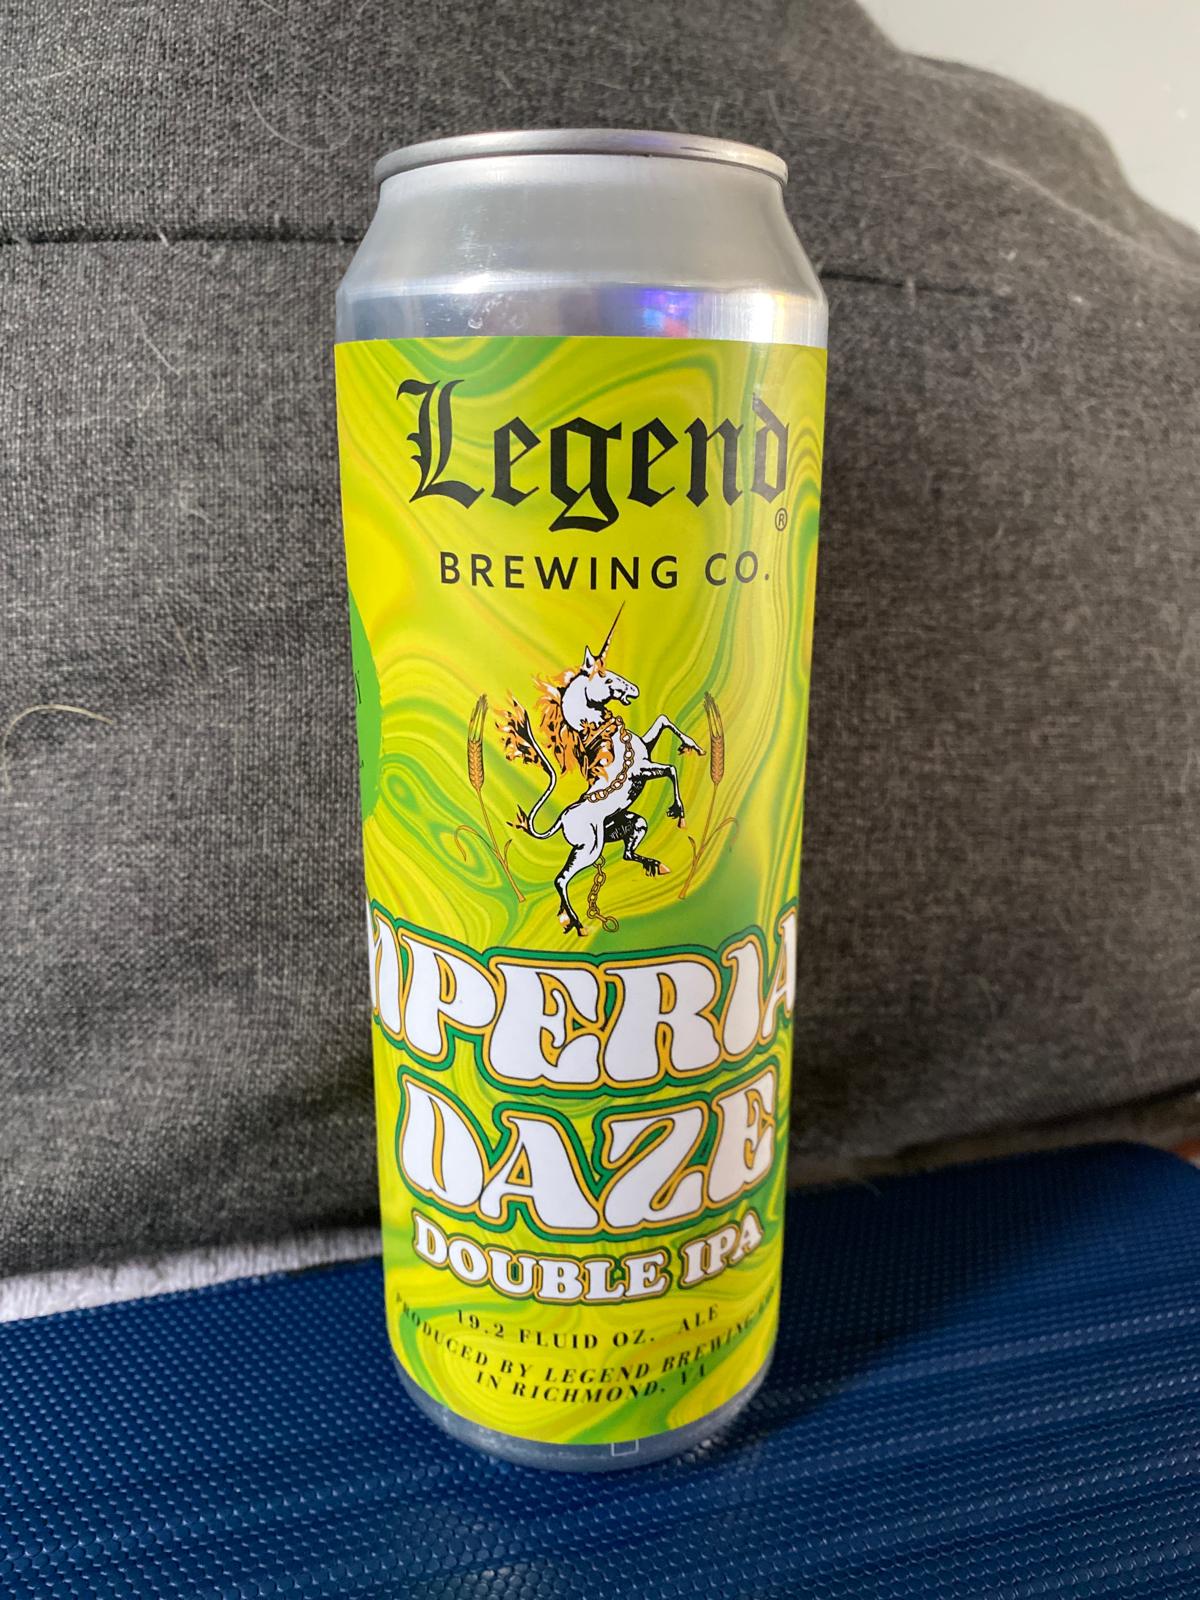 Legend®
BREWING CO.
MPERIA
DAZE
DOUBLE IPA
19.2 FLUID OZ. ALE
PRODUCED BY LEGEND BREWING
IN RICHMOND, VA